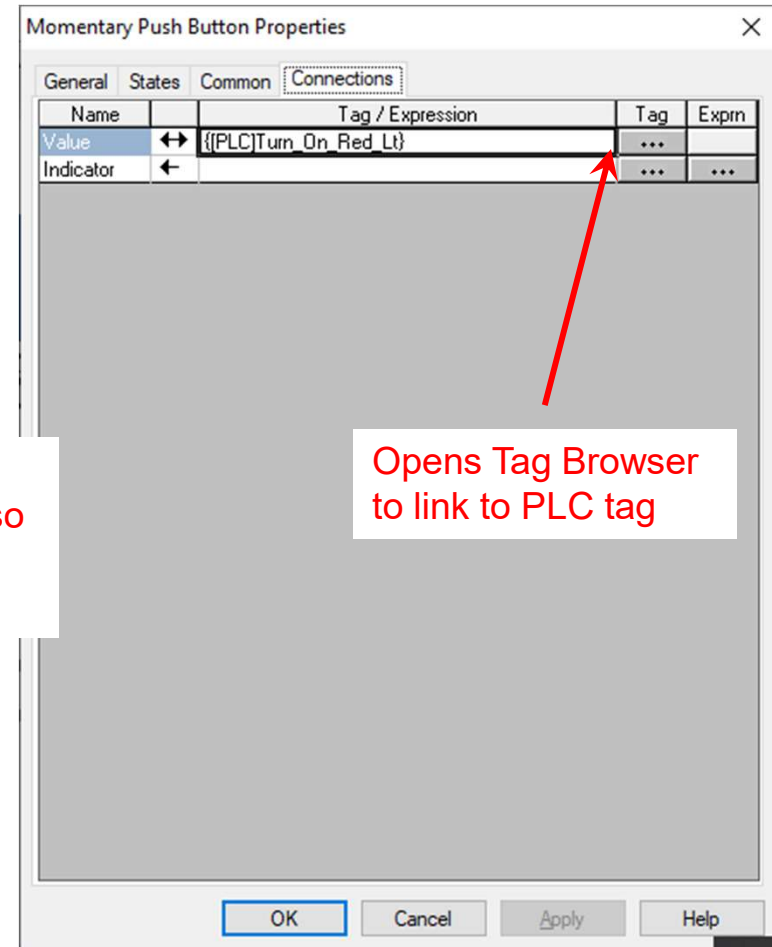 Momentary Push Button Properties
General States Common Connections
Name Tag / Expression Tag Exprn
Value {[PLC]Turn_On_Red_Lt} ...
Indicator ... ...
Opens Tag Browser
to link to PLC tag
so
OK Cancel Apply Help